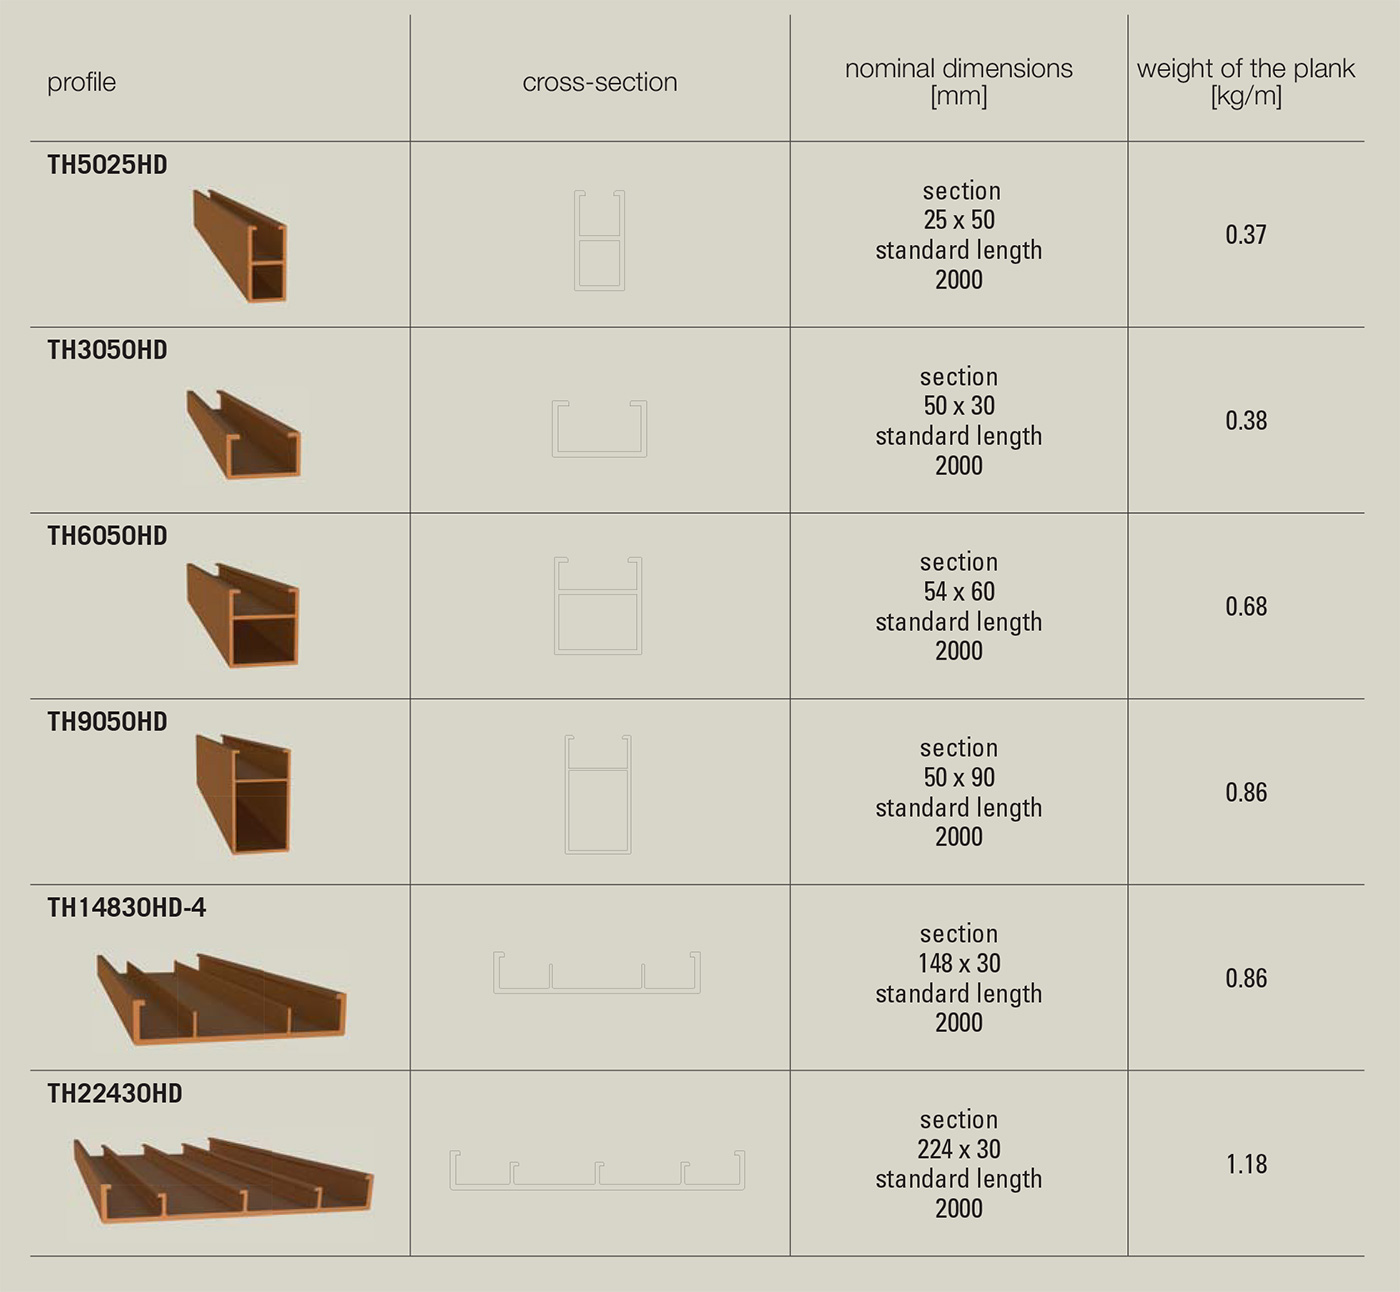 profile
cross-section
nominal dimensions
[mm]
weight of the plank
[kg/m]
TH5025HD
section
25 x 50
standard length
2000
0.37
TH3050HD
section
50 x 30
standard length
2000
0.38
TH6050HD
section
54 x 60
standard length
2000
0.68
TH9050HD
section
50 x 90
standard length
2000
0.86
TH14830HD-4
section
148 x 30
standard length
2000
0.86
TH22430HD
section
224 x 30
standard length
2000
1.18